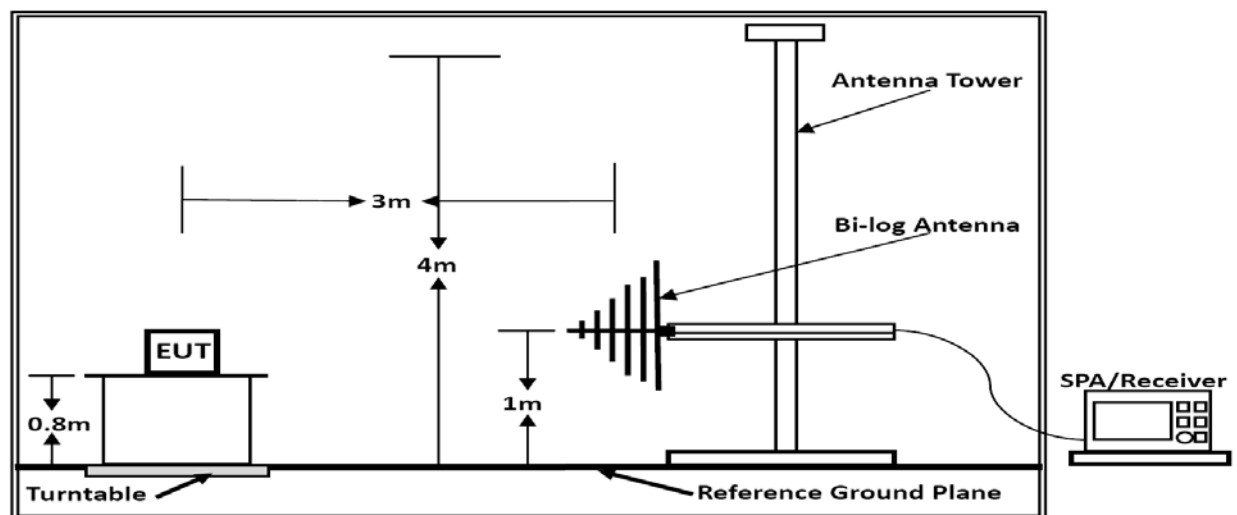 Antenna Tower
3m
Bi-log Antenna
4m
EUT
SPA/Receiver
1m
0.8m
Turntable
Reference Ground Plane